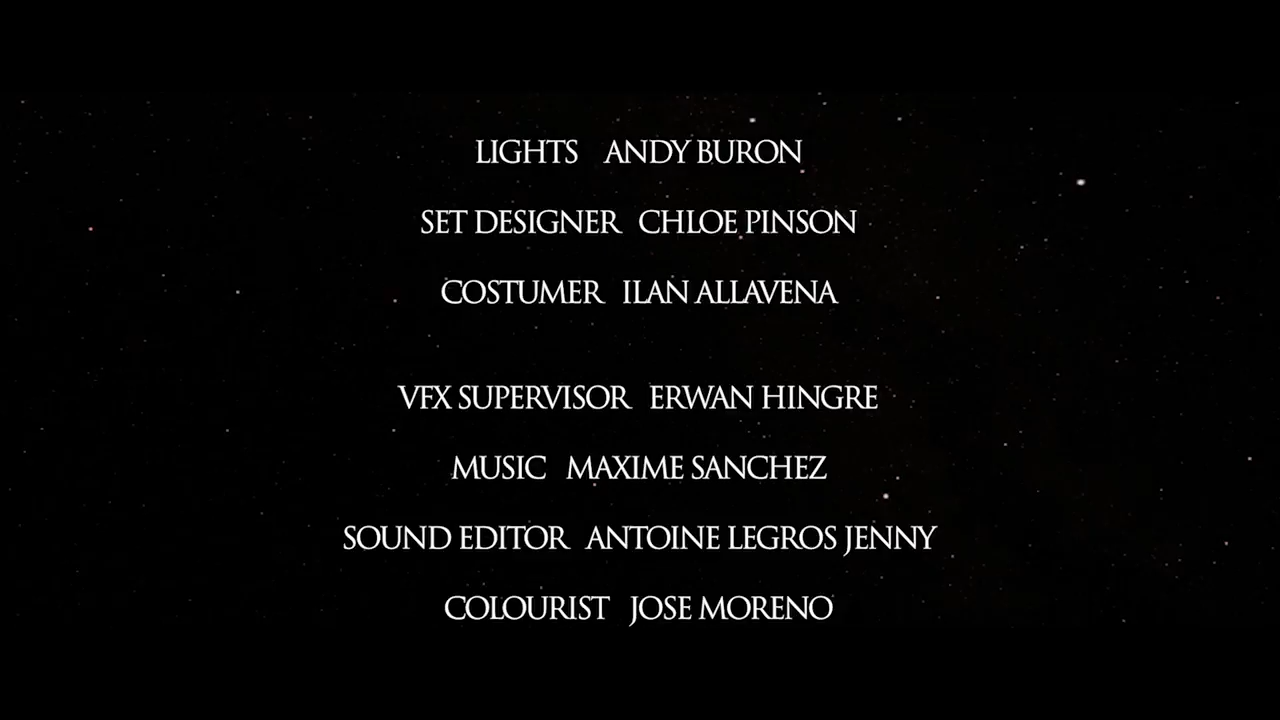 LIGHTS ANDY BURON
SET DESIGNER CHLOE PINSON
COSTUMER ILAN ALLAVENA
VFX SUPERVISOR ERWAN HINGRE
MUSIC MAXIME SANCHEZ
SOUND EDITOR ANTOINE LEGROS JENNY
COLOURIST JOSE MORENO